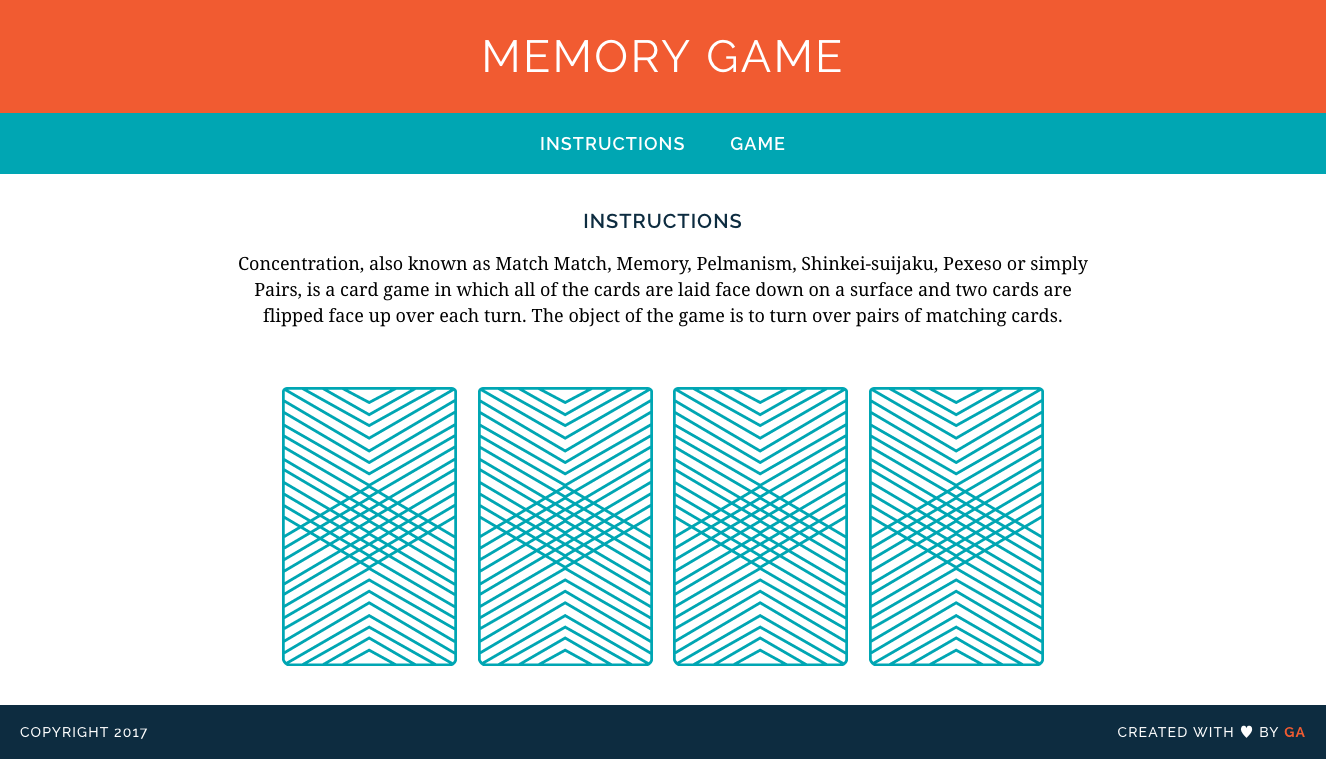 MEMORY GAME
INSTRUCTIONS GAME
INSTRUCTIONS
Concentration, also known as Match Match, Memory, Pelmanism, Shinkei-suijaku, Pexeso or simply
Pairs, is a card game in which all of the cards are laid face down on a surface and two cards are
flipped face up over each turn. The object of the game is to turn over pairs of matching cards.
COPYRIGHT 2017
CREATED WITH ♥ BY GA